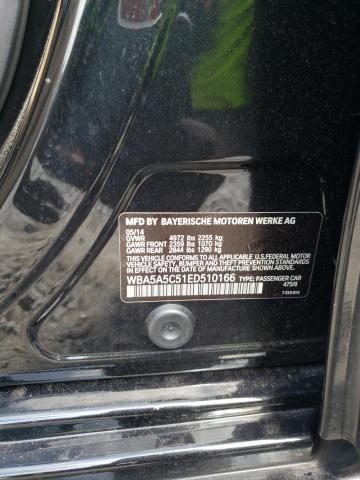 MFD BY BAYERISCHE MOTOREN WERKE AG
05/14
GVWR 4972 lbs 2255 kg
GAWR FRONT 2359 lbs 1070 kg
GAWR REAR 2844 lbs 1290 kg
THIS VEHICLE CONFORMS TO ALL APPLICABLE U.S. FEDERAL
MOTOR VEHICLE SAFETY, BUMPER, AND THEFT PREVENTION
STANDARDS IN EFFECT ON THE DATE OF MANUFACTURE SHOWN ABOVE.
WBA5A5C51ED510166 TYPE: PASSENGER CAR
475/9